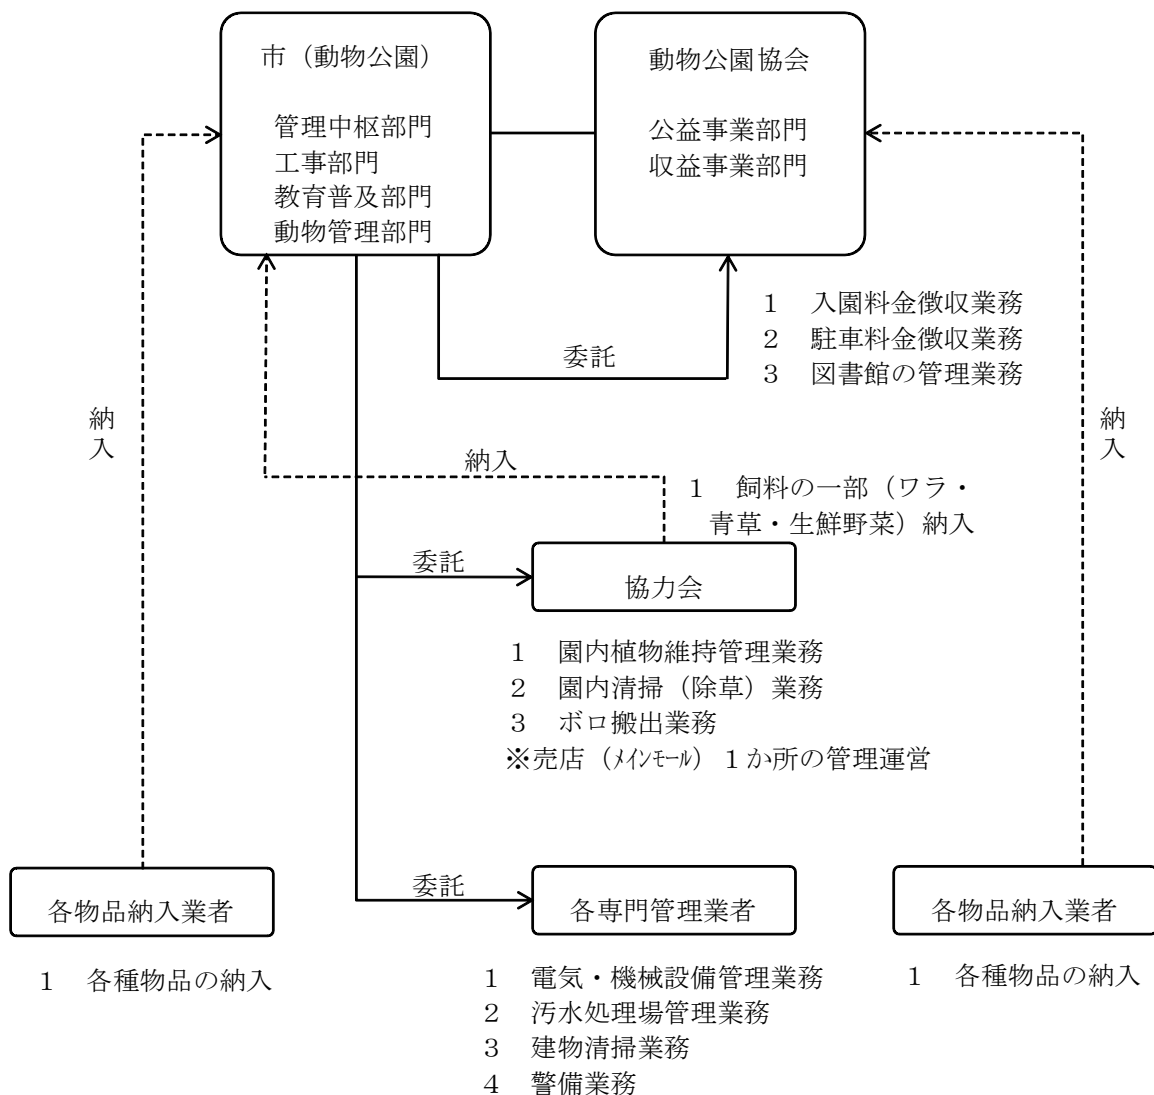 市（動物公園）
管理中枢部門
工事部門
教育普及部門
動物管理部門
動物公園協会
公益事業部門
収益事業部門
1　入園料金徴収業務
2　駐車料金徴収業務
3　図書館の管理業務
委託
納入
納入
納入
1　飼料の一部（ワラ・
青草・生鮮野菜）納入
委託
協力会
1　園内植物維持管理業務
2　園内清掃（除草）業務
3　ボロ搬出業務
※売店（ﾒｲﾝﾓｰﾙ）1か所の管理運営
各物品納入業者
1　各種物品の納入
委託
各専門管理業者
1　電気・機械設備管理業務
2　汚水処理場管理業務
3　建物清掃業務
4　警備業務
各物品納入業者
1　各種物品の納入